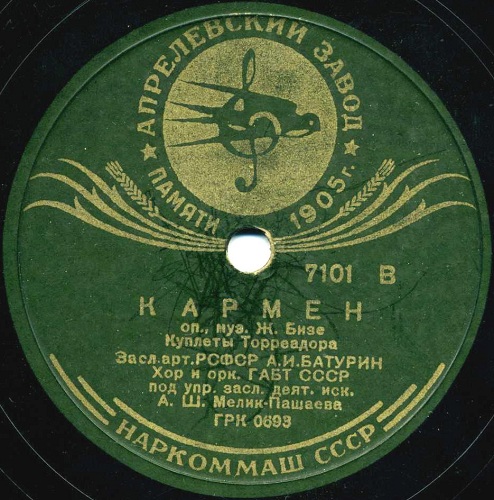 ★ АПРЕЛЕВСКИЙ ЗАВОД ★
ПАМЯТИ 1905 г.
7101 В
КАРМЕН
оп., муз. Ж. Бизе
Куплеты Торреадора
Засл. арт. РСФСР А.И.БАТУРИН
Хор и орк. ГАБТ СССР
под упр. засл. деят. иск.
А. Ш. Мелик-Пашаева
ГРК 0693
НАРКОММАШ СССР